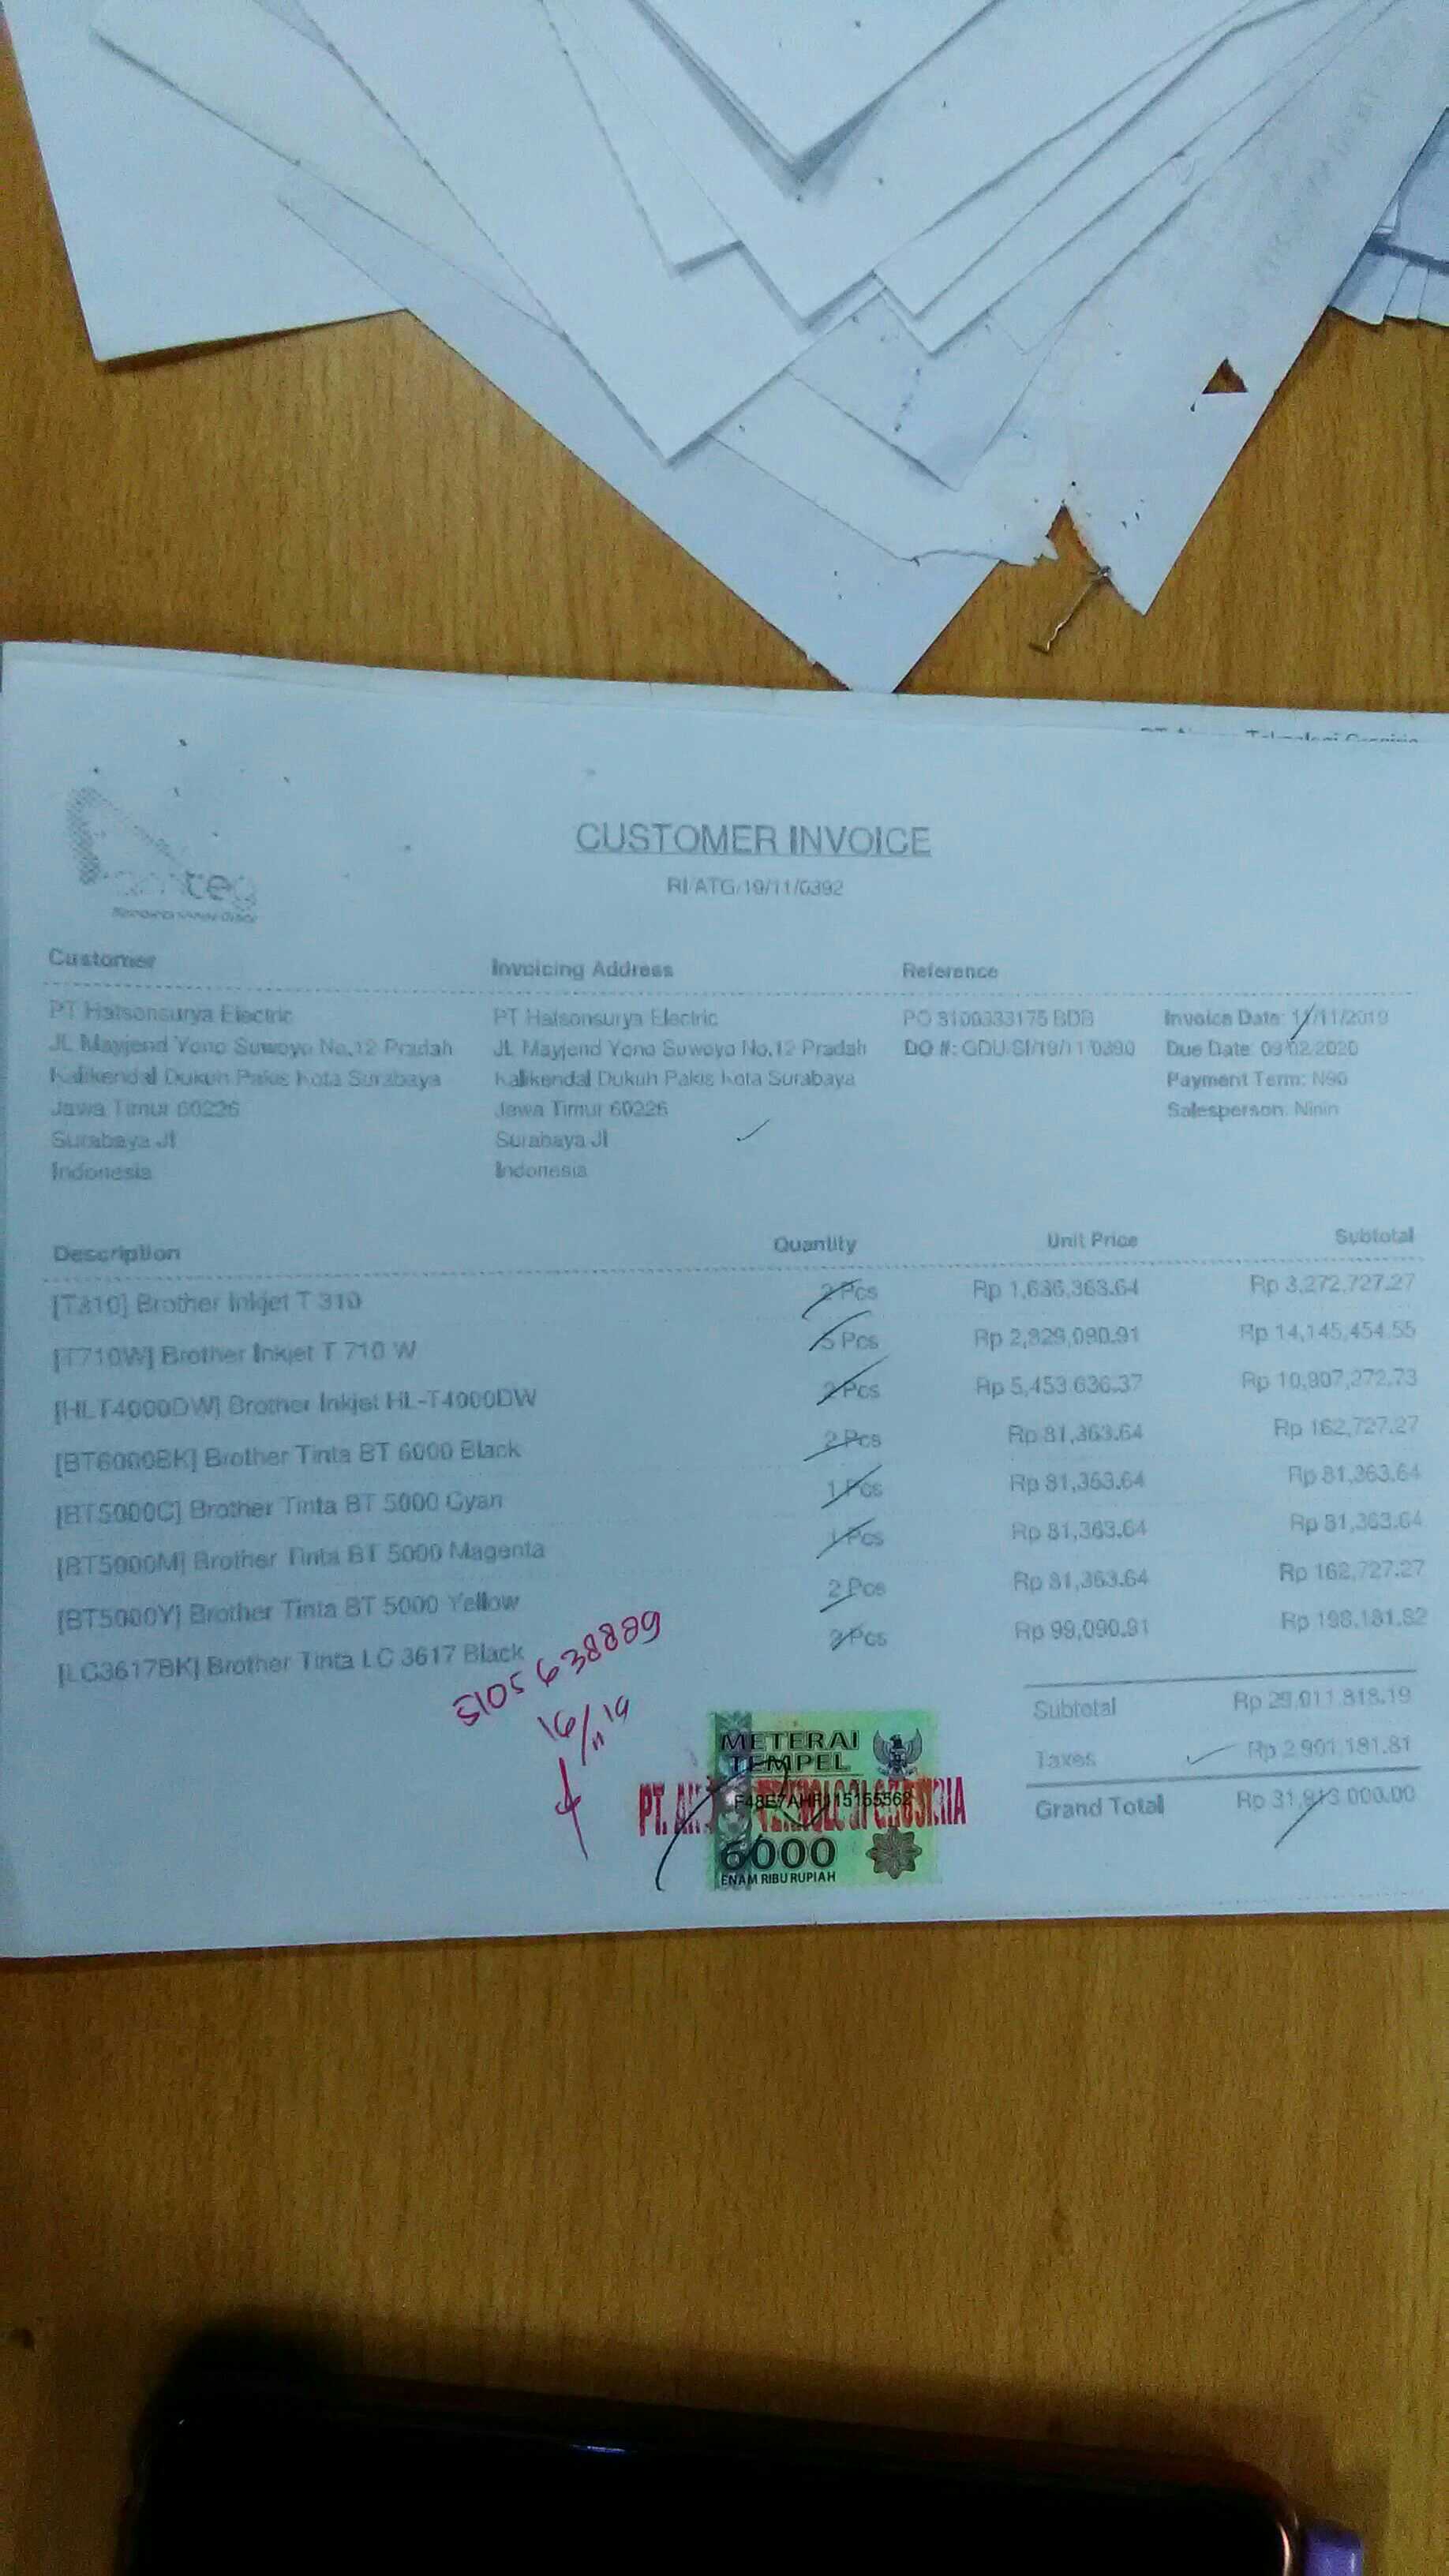 CUSTOMER INVOICE
RI/ATG/19/11/0392
Customer
Invoicing Address
Reference
PT Hatsonsurya Electric
JL Mayjend Yono Suwoyo No.12 Pradah
Kalikendal Dukuh Pakis Kota Surabaya
Jawa Timur 60226
Surabaya JI
Indonesia
PT Hatsonsurya Electric
JL Mayjend Yono Suwoyo No.12 Pradah
Kalikendal Dukuh Pakis Kota Surabaya
Jawa Timur 60226
Surabaya JI
Indonesia
PO 3100333175 BDB
DO #: GDU/SI/19/11/0390
Invoice Date: 11/11/2019
Due Date: 09/02/2020
Payment Term: N90
Salesperson: Ninin
Description Quantity Unit Price Subtotal
[T310] Brother Inkjet T 310 2 Pcs Rp 1,636,363.64 Rp 3,272,727.27
[T710W] Brother Inkjet T 710 W 5 Pcs Rp 2,829,090.91 Rp 14,145,454.55
[HLT4000DW] Brother Inkjet HL-T4000DW 2 Pcs Rp 5,453,636.37 Rp 10,907,272.73
[BT6000BK] Brother Tinta BT 6000 Black 2 Pcs Rp 81,363.64 Rp 162,727.27
[BT5000C] Brother Tinta BT 5000 Cyan 1 Pcs Rp 81,363.64 Rp 81,363.64
[BT5000M] Brother Tinta BT 5000 Magenta 1 Pcs Rp 81,363.64 Rp 81,363.64
[BT5000Y] Brother Tinta BT 5000 Yellow 2 Pcs Rp 81,363.64 Rp 162,727.27
[LC3617BK] Brother Tinta LC 3617 Black 2 Pcs Rp 99,090.91 Rp 198,181.82
5105638889
16/11 19
Subtotal Rp 29,011,818.19
Taxes Rp 2,901,181.81
Grand Total Rp 31,913,000.00
METERAI
TEMPEL
PT.
6000
ENAM RIBU RUPIAH